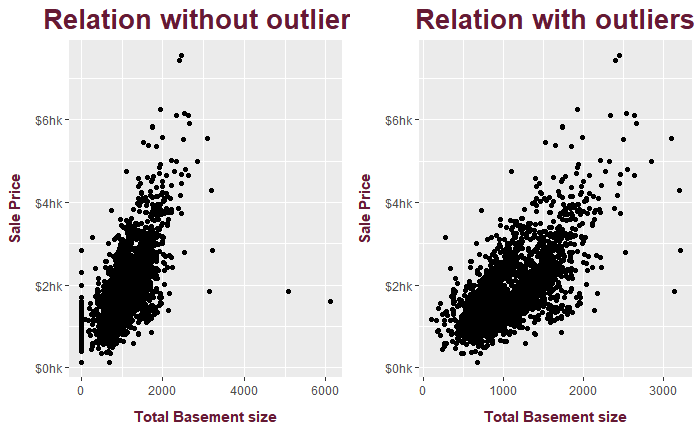 Relation without outlier
Sale Price
$6hk
$4hk
$2hk
$0hk
0 2000 4000 6000
Total Basement size
Relation with outliers
Sale Price
$6hk
$4hk
$2hk
$0hk
0 1000 2000 3000
Total Basement size